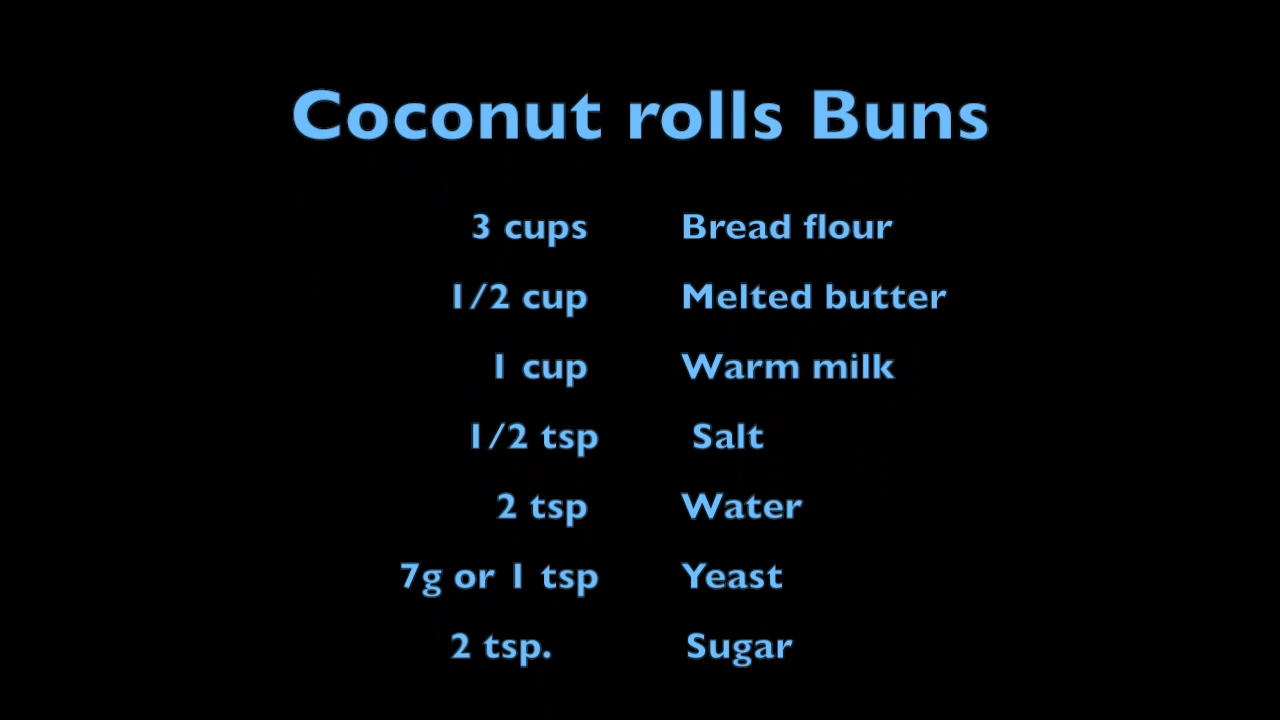 Coconut rolls Buns
3 cups Bread flour
1/2 cup Melted butter
1 cup Warm milk
1/2 tsp Salt
2 tsp Water
7g or 1 tsp Yeast
2 tsp. Sugar